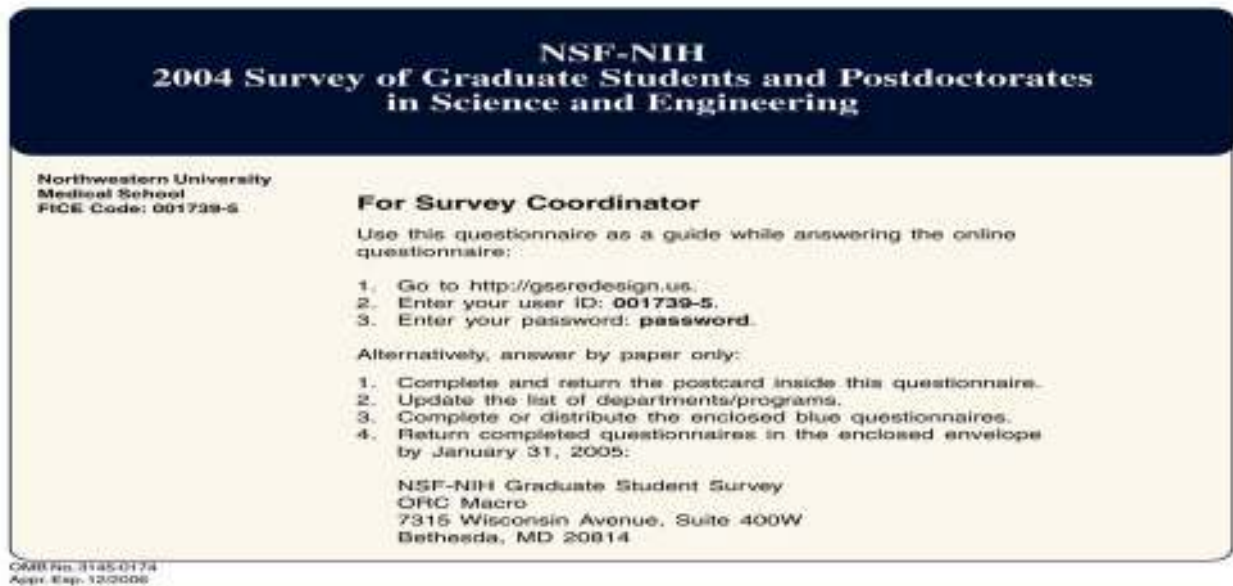 NSF-NIH
2004 Survey of Graduate Students and Postdoctorates
in Science and Engineering
Northwestern University
Medical School
FICE Code: 001739-5
For Survey Coordinator
Use this questionnaire as a guide while answering the online
questionnaire:
1. Go to http://gssredesign.us.
2. Enter your user ID: 001739-5.
3. Enter your password: password.
Alternatively, answer by paper only:
1. Complete and return the postcard inside this questionnaire.
2. Update the list of departments/programs.
3. Complete or distribute the enclosed blue questionnaires.
4. Return completed questionnaires in the enclosed envelope
by January 31, 2005:
NSF-NIH Graduate Student Survey
ORC Macro
7315 Wisconsin Avenue, Suite 400W
Bethesda, MD 20814
OMB No. 3145-0174
Appr. Exp. 12/2006